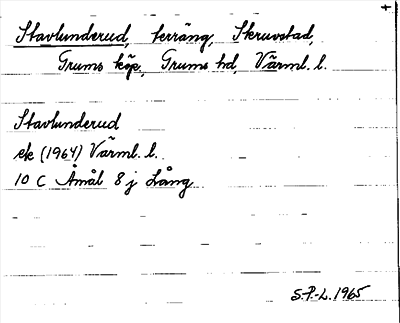 +
Stavlunderud, terräng, Skruvstad,
Grums köp, Grums hd, Värml. l.
Stavlunderud
ek (1964) Värml. l.
10 C Åmål 8 j Lång
S.P.-L. 1965